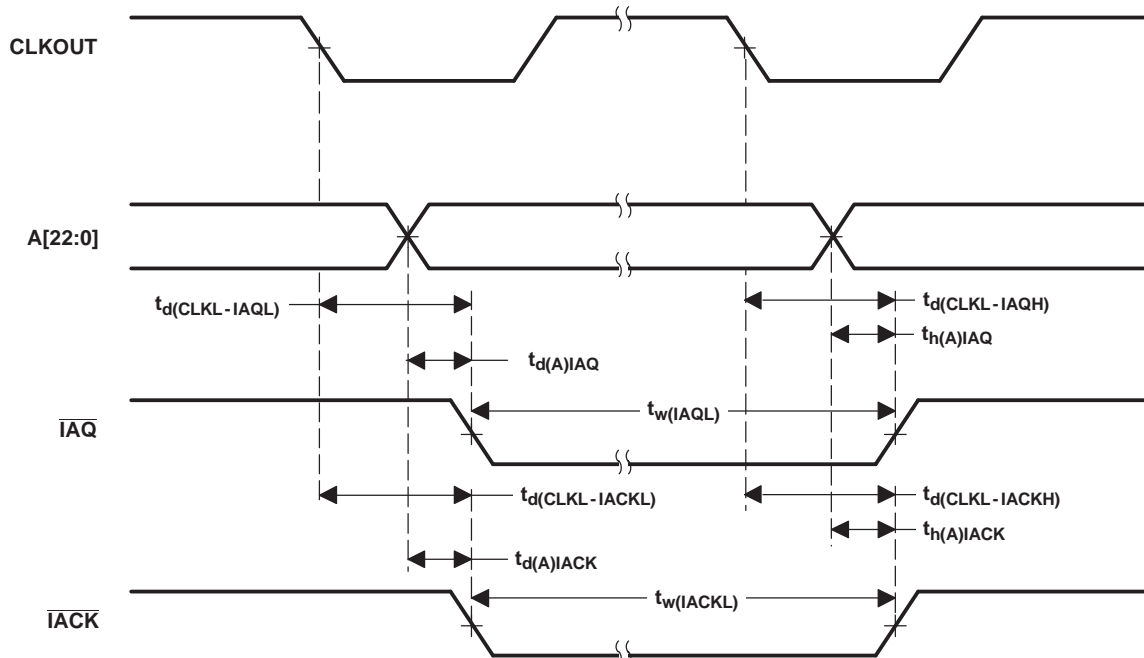 CLKOUT
A[22:0]
td(CLKL-IAQL)
td(CLKL-IAQH)
th(A)IAQ
td(A)IAQ
tw(IAQL)
IAQ
td(CLKL-IACKL)
td(CLKL-IACKH)
th(A)IACK
td(A)IACK
tw(IACKL)
IACK